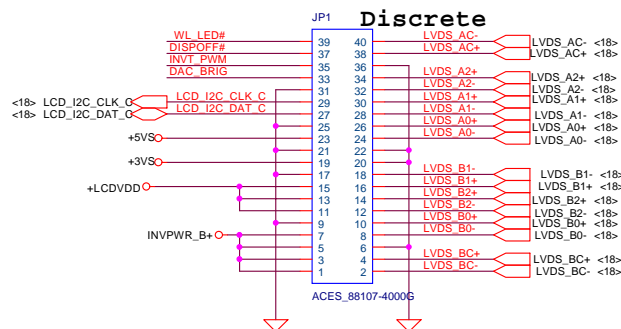 JP1 Discrete
WL_LED# 39 40 LVDS_AC- LVDS_AC- <18>
DISPOFF# 37 38 LVDS_AC+ LVDS_AC+ <18>
INVT_PWM 35 36
DAC_BRIG 33 34 LVDS_A2+ LVDS_A2+ <18>
31 32 LVDS_A2- LVDS_A2- <18>
<18> LCD_I2C_CLK_C LCD_I2C_CLK_C 29 30 LVDS_A1+ LVDS_A1+ <18>
<18> LCD_I2C_DAT_C LCD_I2C_DAT_C 27 28 LVDS_A1- LVDS_A1- <18>
25 26 LVDS_A0+ LVDS_A0+ <18>
+5VS 23 24 LVDS_A0- LVDS_A0- <18>
21 22
+3VS 19 20
17 18 LVDS_B1- LVDS_B1- <18>
+LCDVDD 15 16 LVDS_B1+ LVDS_B1+ <18>
13 14 LVDS_B2+ LVDS_B2+ <18>
11 12 LVDS_B2- LVDS_B2- <18>
9 10 LVDS_B0+ LVDS_B0+ <18>
INVPWR_B+ 7 8 LVDS_B0- LVDS_B0- <18>
5 6
3 4 LVDS_BC+ LVDS_BC+ <18>
1 2 LVDS_BC- LVDS_BC- <18>
ACES_88107-4000G